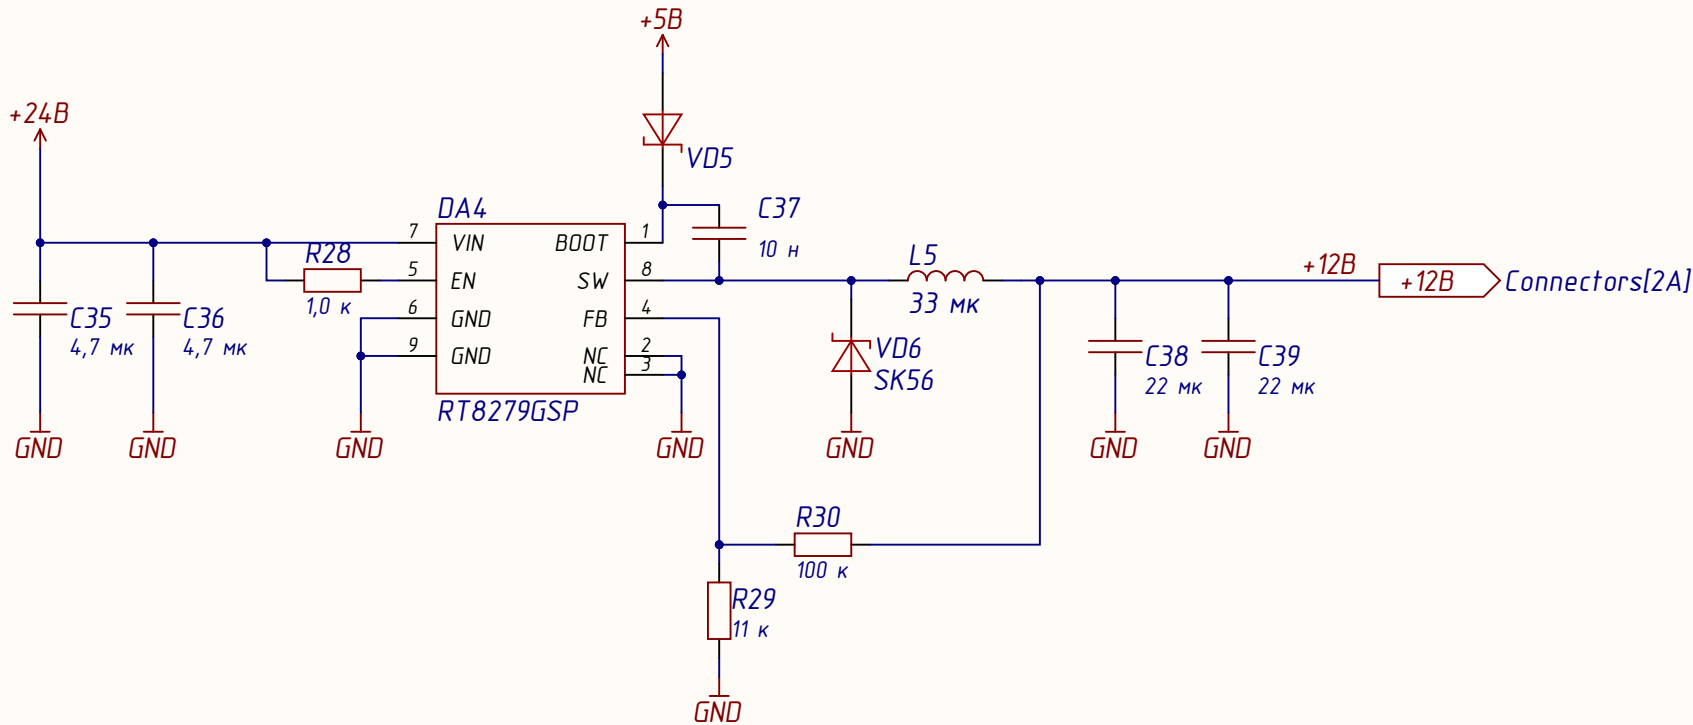 +5В
+24В
VD5
DA4
C37
10 н
7
VIN
BOOT
1
R28
1,0 к
5
EN
SW
8
L5
33 мк
+12В
+12В
Connectors[2A]
6
GND
FB
4
9
GND
NC
2
NC
3
RT8279GSP
C35
4,7 мк
C36
4,7 мк
VD6
SK56
C38
22 мк
C39
22 мк
GND
GND
GND
GND
GND
GND
GND
R30
100 к
R29
11 к
GND